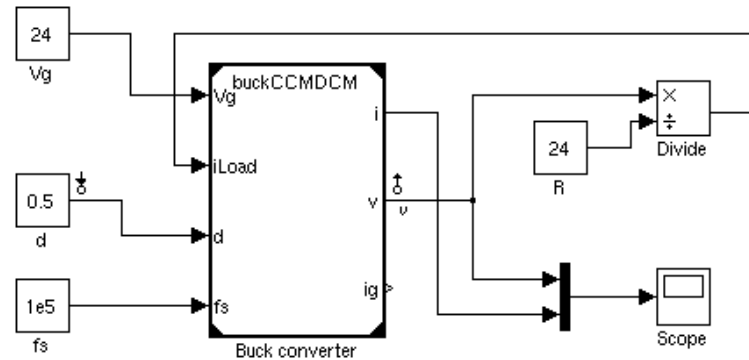 24
Vg
buckCCMDCM
Vg
i
iLoad
v
v
d
ig
fs
Buck converter
0.5
d
1e5
fs
24
R
×
÷
Divide
Scope